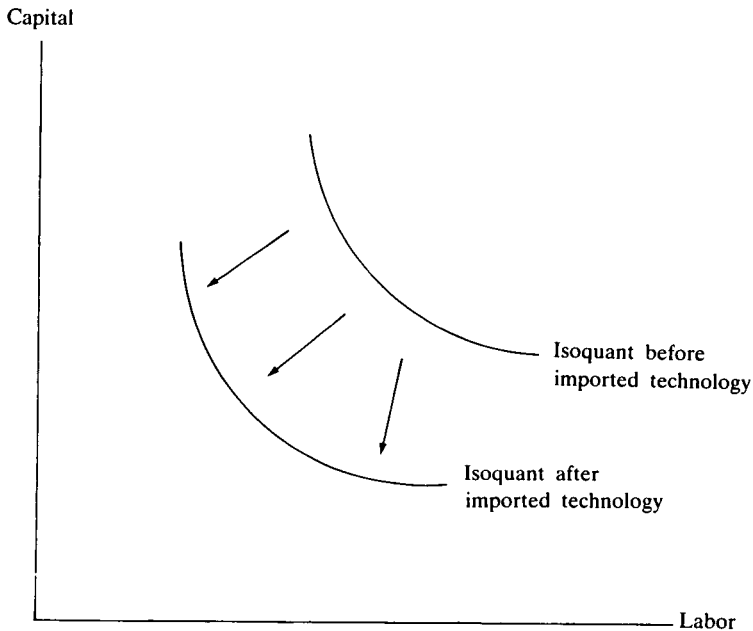 Capital
Isoquant before
imported technology
Isoquant after
imported technology
Labor